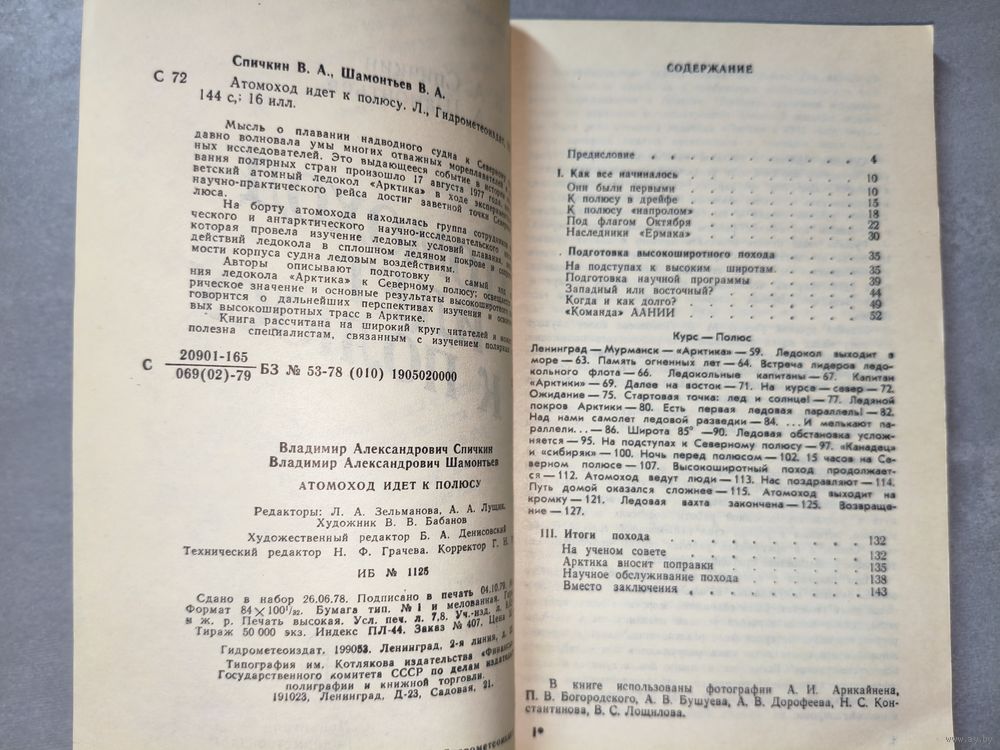 Спичкин В. А., Шамонтьев В. А.
С 72
Атомоход идет к полюсу. Л., Гидрометеоиздат,
144 с,; 16 илл.
Мысль о плавании надводного судна к Северному
давно волновала умы многих отважных мореплавателей и
ных исследователей. Это выдающееся событие в истории
вания полярных стран произошло 17 августа 1977 года,
ветский атомный ледокол «Арктика» в ходе
научно-практического рейса достиг заветной точки
люса.
На борту атомохода находилась группа сотрудников
ческого и антарктического научно-исследовательского
которая провела изучение ледовых условий плавания,
действий ледокола в сплошном ледяном покрове и
мости корпуса судна ледовым воздействиям.
Авторы описывают подготовку и самый ход
ния ледокола «Арктика» к Северному полюсу;
рическое значение и основные результаты высокоширотного
говорится о дальнейших перспективах изучения и
вых высокоширотных трасс в Арктике.
Книга рассчитана на широкий круг читателей и может
полезна специалистам, связанным с изучением полярных
С 20901-165
069(02)-79 БЗ № 53-78 (010) 1905020000
Владимир Александрович Спичкин
Владимир Александрович Шамонтьев
АТОМОХОД ИДЕТ К ПОЛЮСУ
Редакторы: Л. А. Зельманова, А. А. Лущик.
Художник В. В. Бабанов
Художественный редактор Б. А. Денисовский
Технический редактор Н. Ф. Грачева. Корректор Г. Н.
ИБ № 1125
Сдано в набор 26.06.78. Подписано в печать 04.10.79.
Формат 84×100 1/32. Бумага тип. № 1 и мелованная.
и ж. р. Печать высокая. Усл. печ. л. 7,8. Уч.-изд. л.
Тираж 50 000 экз. Индекс ПЛ-44. Заказ № 407. Цена
Гидрометеоиздат, 199053. Ленинград, 2-я линия, д.
Типография им. Котлякова издательства «Финансы
Государственного комитета СССР по делам издательств,
полиграфии и книжной торговли.
191023, Ленинград, Д-23, Садовая, 21.
СОДЕРЖАНИЕ
Предисловие 4
I. Как все начиналось 10
Они были первыми 10
К полюсу в дрейфе 15
К полюсу «напролом» 18
Под флагом Октября 22
Наследники «Ермака» 30
Подготовка высокоширотного похода 35
На подступах к высоким широтам 35
Подготовка научной программы 39
Западный или восточный? 44
Когда и как долго? 49
«Команда» ААНИИ 52
Курс — Полюс
Ленинград — Мурманск — «Арктика» — 59. Ледокол выходит в
море — 63. Память огненных лет — 64. Встреча лидеров ледо-
кольного флота — 66. Ледокольные капитаны — 67. Капитан
«Арктики» — 69. Далее на восток — 71. На курсе — север — 72.
Ожидание — 75. Стартовая точка: лед и солнце! — 77. Ледяной
покров Арктики — 80. Есть первая ледовая параллель! — 82.
Над нами самолет ледовой разведки — 84. ... И мелькают па-
раллели... — 86. Широта 85° — 90. Ледовая обстановка услож-
няется — 95. На подступах к Северному полюсу — 97. «Канадец»
и «сибиряк» — 100. Ночь перед полюсом — 102. 15 часов на Се-
верном полюсе — 107. Высокоширотный поход продолжает-
ся — 112. Атомоход ведут люди — 113. Нас поздравляют — 114.
Путь домой оказался сложнее — 115. Атомоход выходит на
кромку — 121. Ледовая вахта закончена — 125. Возвраще-
ние — 127.
III. Итоги похода 132
На ученом совете 132
Арктика вносит поправки 135
Научное обслуживание похода 138
Вместо заключения 143
В книге использованы фотографии А. И. Арикайнена,
П. В. Богородского, А. В. Бушуева, А. В. Дорофеева, Н. С. Кон-
стантинова, В. С. Лощилова.
1*
www.ay.by